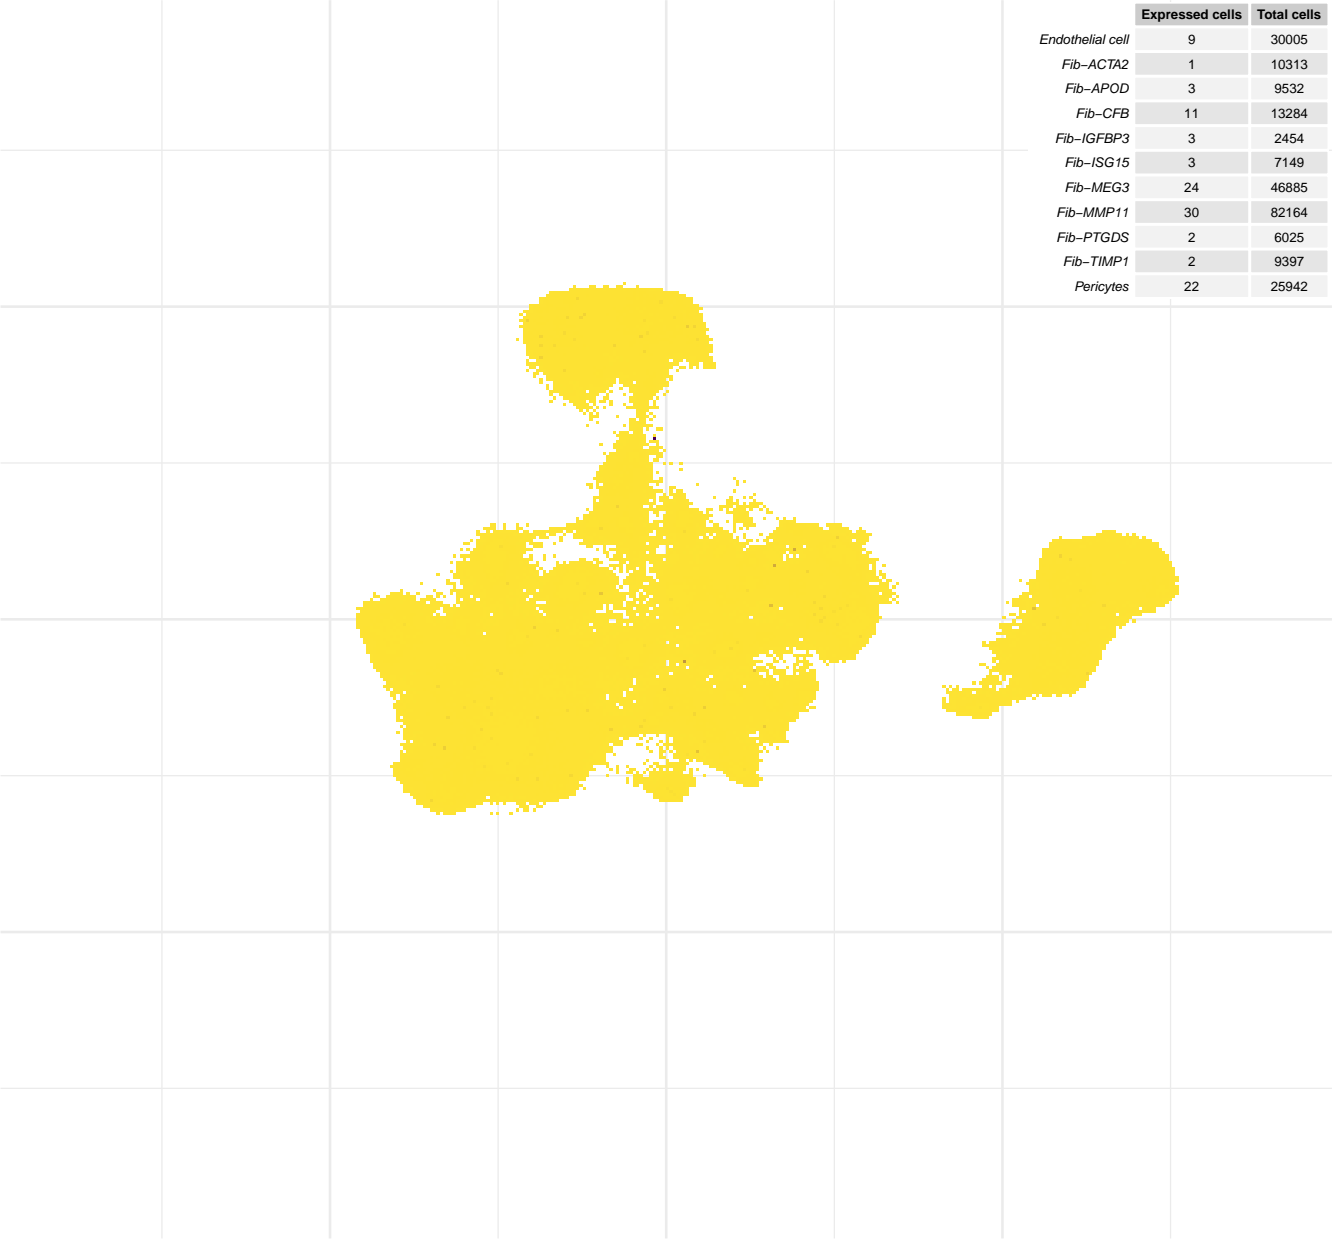 Expressed cells Total cells
Endothelial cell 9 30005
Fib−ACTA2 1 10313
Fib−APOD 3 9532
Fib−CFB 11 13284
Fib−IGFBP3 3 2454
Fib−ISG15 3 7149
Fib−MEG3 24 46885
Fib−MMP11 30 82164
Fib−PTGDS 2 6025
Fib−TIMP1 2 9397
Pericytes 22 25942